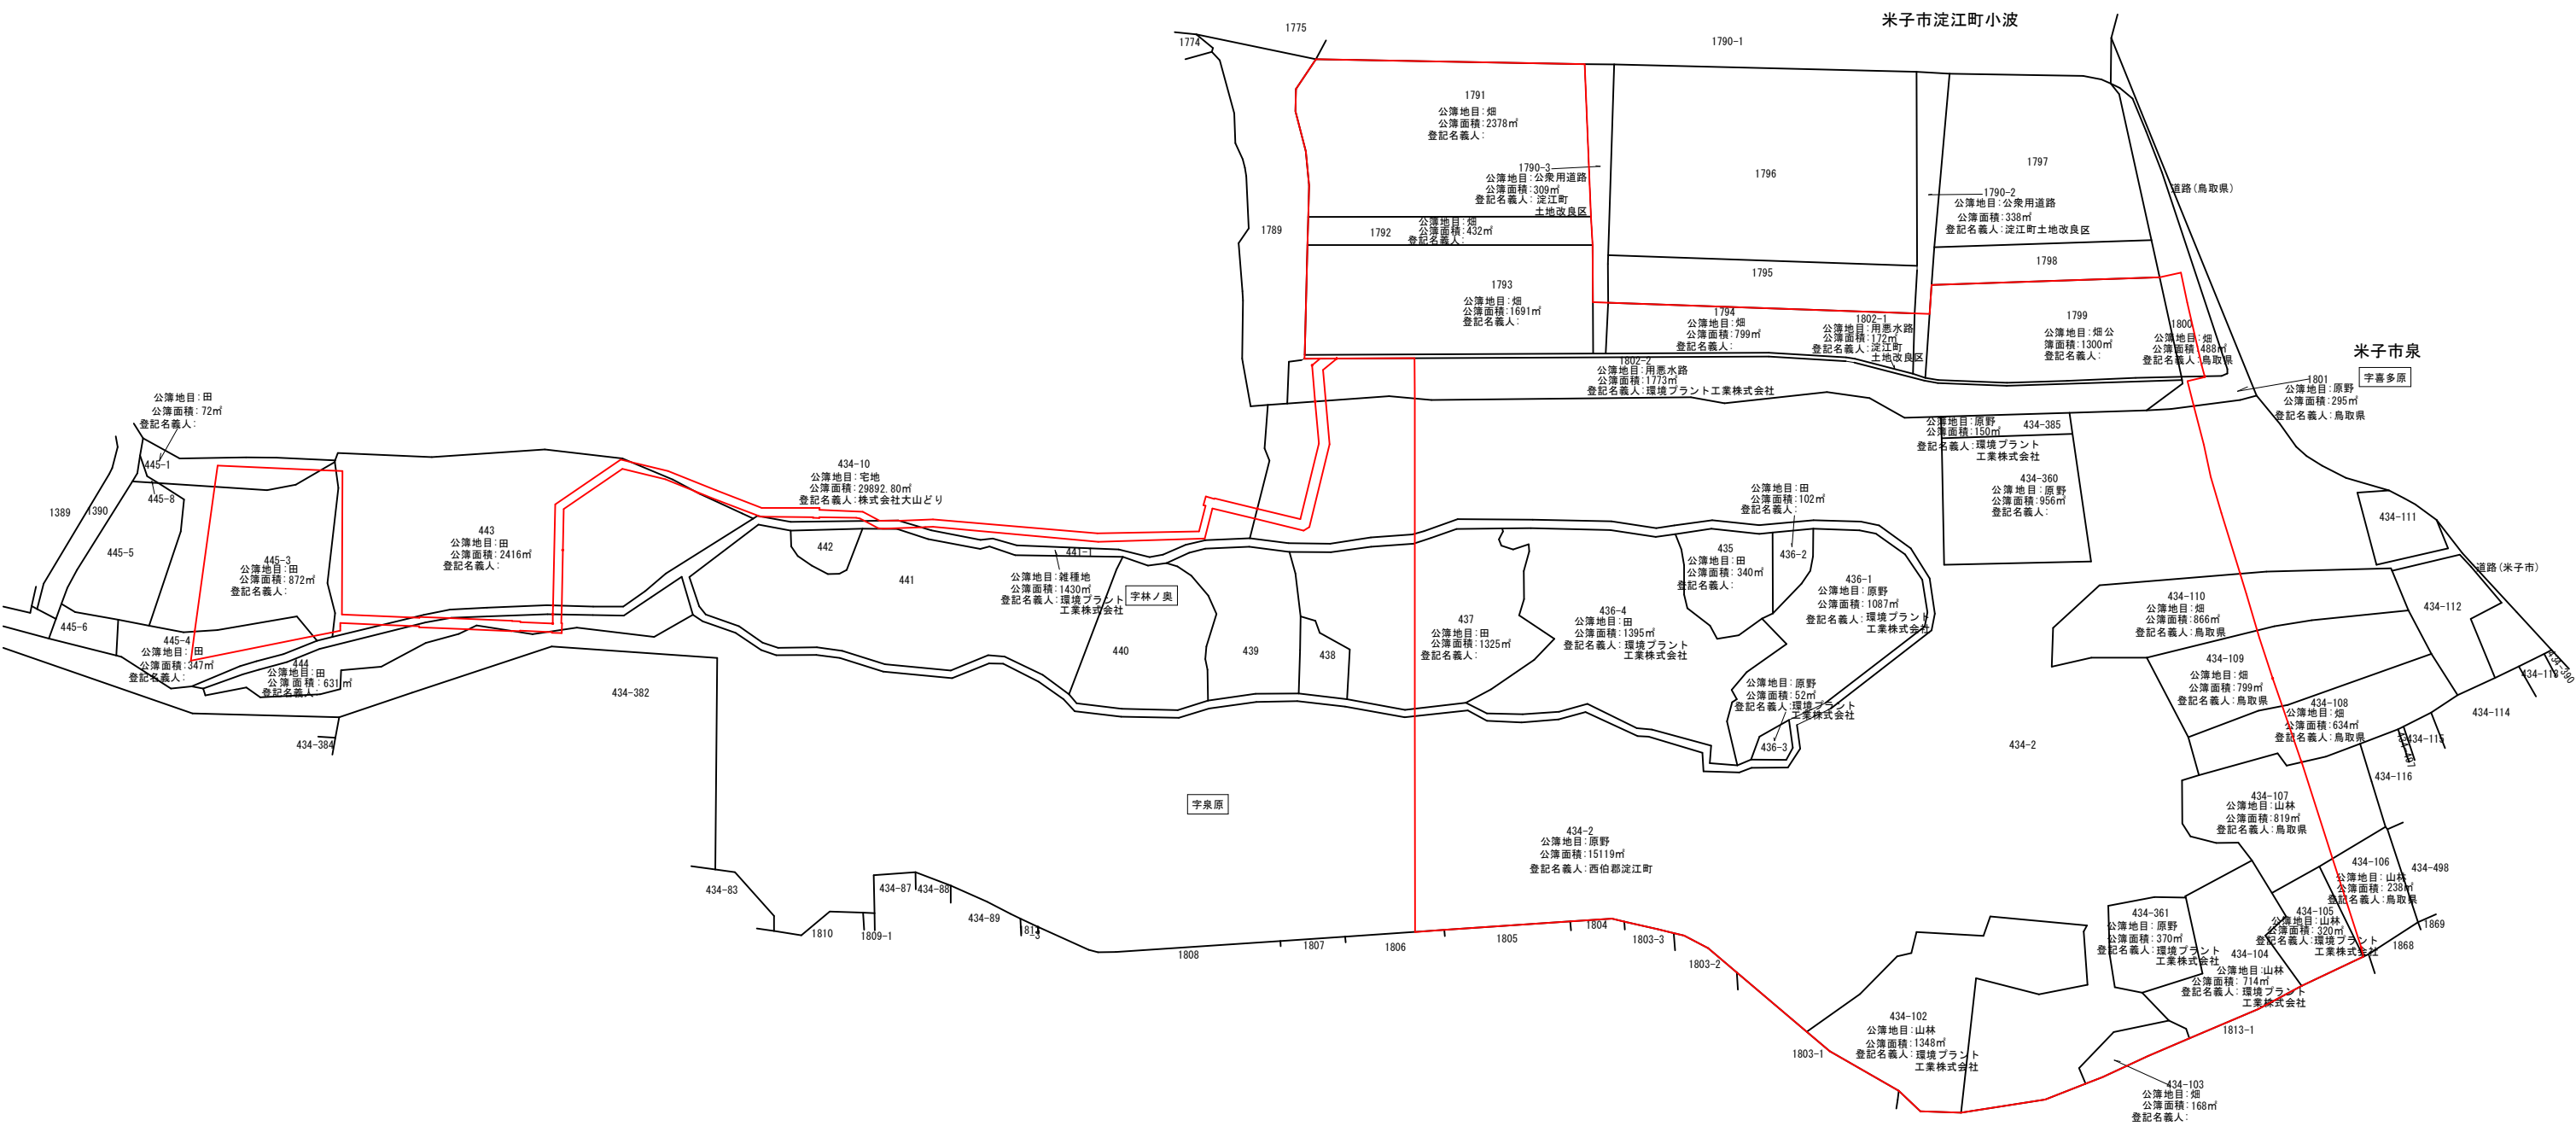 米子市淀江町小波
1775
1774
1790-1
1791
公簿地目：畑
公簿面積：2378㎡
登記名義人：
1790-3
公簿地目：公衆用道路
公簿面積：309㎡
登記名義人：淀江町
土地改良区
1796
1797
1790-2
公簿地目：公衆用道路
公簿面積：338㎡
登記名義人：淀江町土地改良区
道路（鳥取県）
1789
1792
公簿地目：畑
公簿面積：432㎡
登記名義人：
1795
1798
1793
公簿地目：畑
公簿面積：1691㎡
登記名義人：
1794
公簿地目：畑
公簿面積：799㎡
登記名義人：
1802-1
公簿地目：用悪水路
公簿面積：172㎡
登記名義人：淀江町
土地改良区
1799
公簿地目：畑公
簿面積：1300㎡
登記名義人：
1800
公簿地目：畑
公簿面積：488㎡
登記名義人：鳥取県
米子市泉
字喜多原
1802-2
公簿地目：用悪水路
公簿面積：1773㎡
登記名義人：環境プラント工業株式会社
1801
公簿地目：原野
公簿面積：295㎡
登記名義人：鳥取県
公簿地目：田
公簿面積：72㎡
登記名義人：
445-1
445-8
1389
1390
445-5
445-3
公簿地目：田
公簿面積：872㎡
登記名義人：
443
公簿地目：田
公簿面積：2416㎡
登記名義人：
434-10
公簿地目：宅地
公簿面積：29892.80㎡
登記名義人：株式会社大山どり
公簿地目：原野
公簿面積：150㎡
登記名義人：環境プラント
工業株式会社
434-385
434-360
公簿地目：原野
公簿面積：956㎡
登記名義人：
公簿地目：田
公簿面積：102㎡
登記名義人：
436-2
434-111
442
441
441-1
公簿地目：雑種地
公簿面積：1430㎡
登記名義人：環境プラント
工業株式会社
字林ノ奥
435
公簿地目：田
公簿面積：340㎡
登記名義人：
436-1
公簿地目：原野
公簿面積：1087㎡
登記名義人：環境プラント
工業株式会社
道路（米子市）
434-110
公簿地目：畑
公簿面積：866㎡
登記名義人：鳥取県
434-112
445-6
445-4
公簿地目：田
公簿面積：347㎡
登記名義人：
444
公簿地目：田
公簿面積：631㎡
登記名義人：
440
439
438
437
公簿地目：田
公簿面積：1325㎡
登記名義人：
436-4
公簿地目：田
公簿面積：1395㎡
登記名義人：環境プラント
工業株式会社
434-109
公簿地目：畑
公簿面積：799㎡
登記名義人：鳥取県
434-113
434-390
434-382
公簿地目：原野
公簿面積：52㎡
登記名義人：環境プラント
工業株式会社
436-3
434-108
公簿地目：畑
公簿面積：634㎡
登記名義人：鳥取県
434-114
434-384
434-2
434-115
434-116
字泉原
434-107
公簿地目：山林
公簿面積：819㎡
登記名義人：鳥取県
434-2
公簿地目：原野
公簿面積：15119㎡
登記名義人：西伯郡淀江町
434-106
公簿地目：山林
公簿面積：238㎡
登記名義人：鳥取県
434-498
434-83
434-87
434-88
434-89
1810
1809-1
1808
1807
1806
1805
1804
1803-3
1803-2
434-361
公簿地目：原野
公簿面積：370㎡
登記名義人：環境プラント
工業株式会社
434-105
公簿地目：山林
公簿面積：320㎡
登記名義人：環境プラント
工業株式会社
1869
1868
434-104
公簿地目：山林
公簿面積：714㎡
登記名義人：環境プラント
工業株式会社
434-102
公簿地目：山林
公簿面積：1348㎡
登記名義人：環境プラント
工業株式会社
1803-1
1813-1
434-103
公簿地目：畑
公簿面積：168㎡
登記名義人：